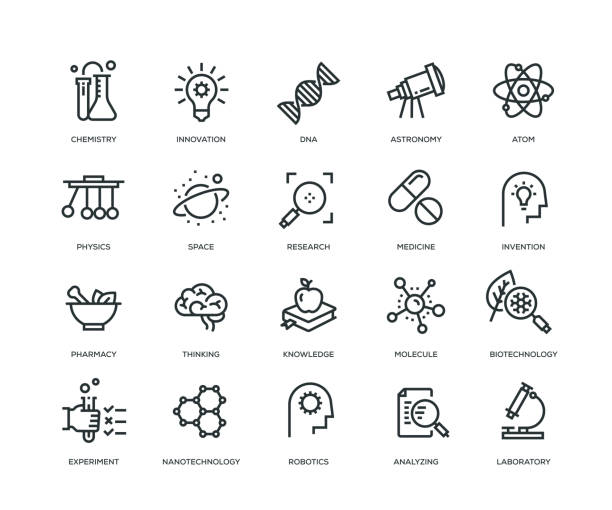 CHEMISTRY INNOVATION DNA ASTRONOMY ATOM
PHYSICS SPACE RESEARCH MEDICINE INVENTION
PHARMACY THINKING KNOWLEDGE MOLECULE BIOTECHNOLOGY
EXPERIMENT NANOTECHNOLOGY ROBOTICS ANALYZING LABORATORY